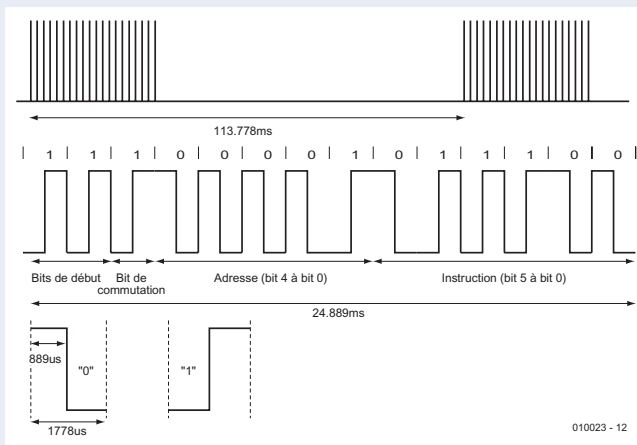 113.778ms
1 1 1 0 0 0 0 1 0 1 1 1 0 0
Bits de début Bit de commutation Adresse (bit 4 à bit 0) Instruction (bit 5 à bit 0)
24.889ms
889us "0" "1"
1778us
010023 - 12